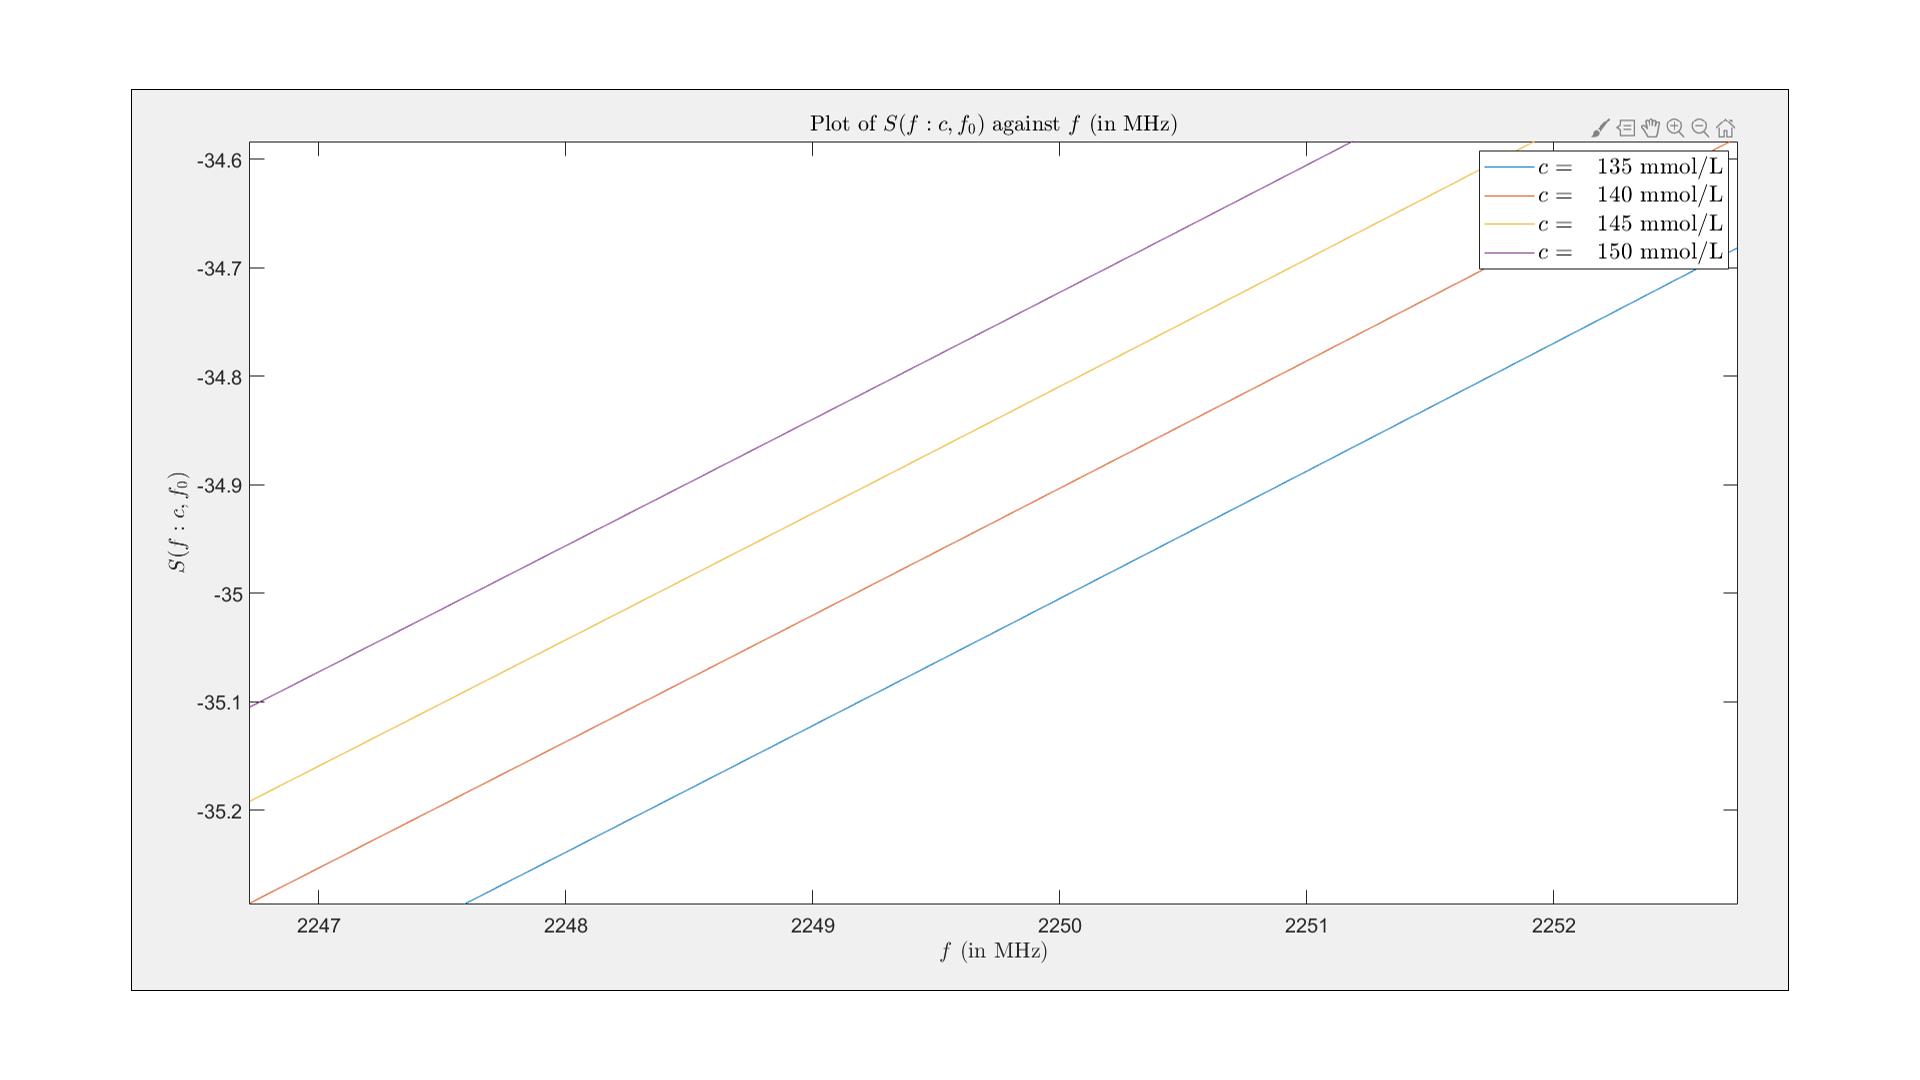 Plot of S(f : c, f₀) against f (in MHz)
c = 135 mmol/L
c = 140 mmol/L
c = 145 mmol/L
c = 150 mmol/L
-34.6
-34.7
-34.8
-34.9
-35
-35.1
-35.2
S(f : c, f₀)
2247 2248 2249 2250 2251 2252
f (in MHz)